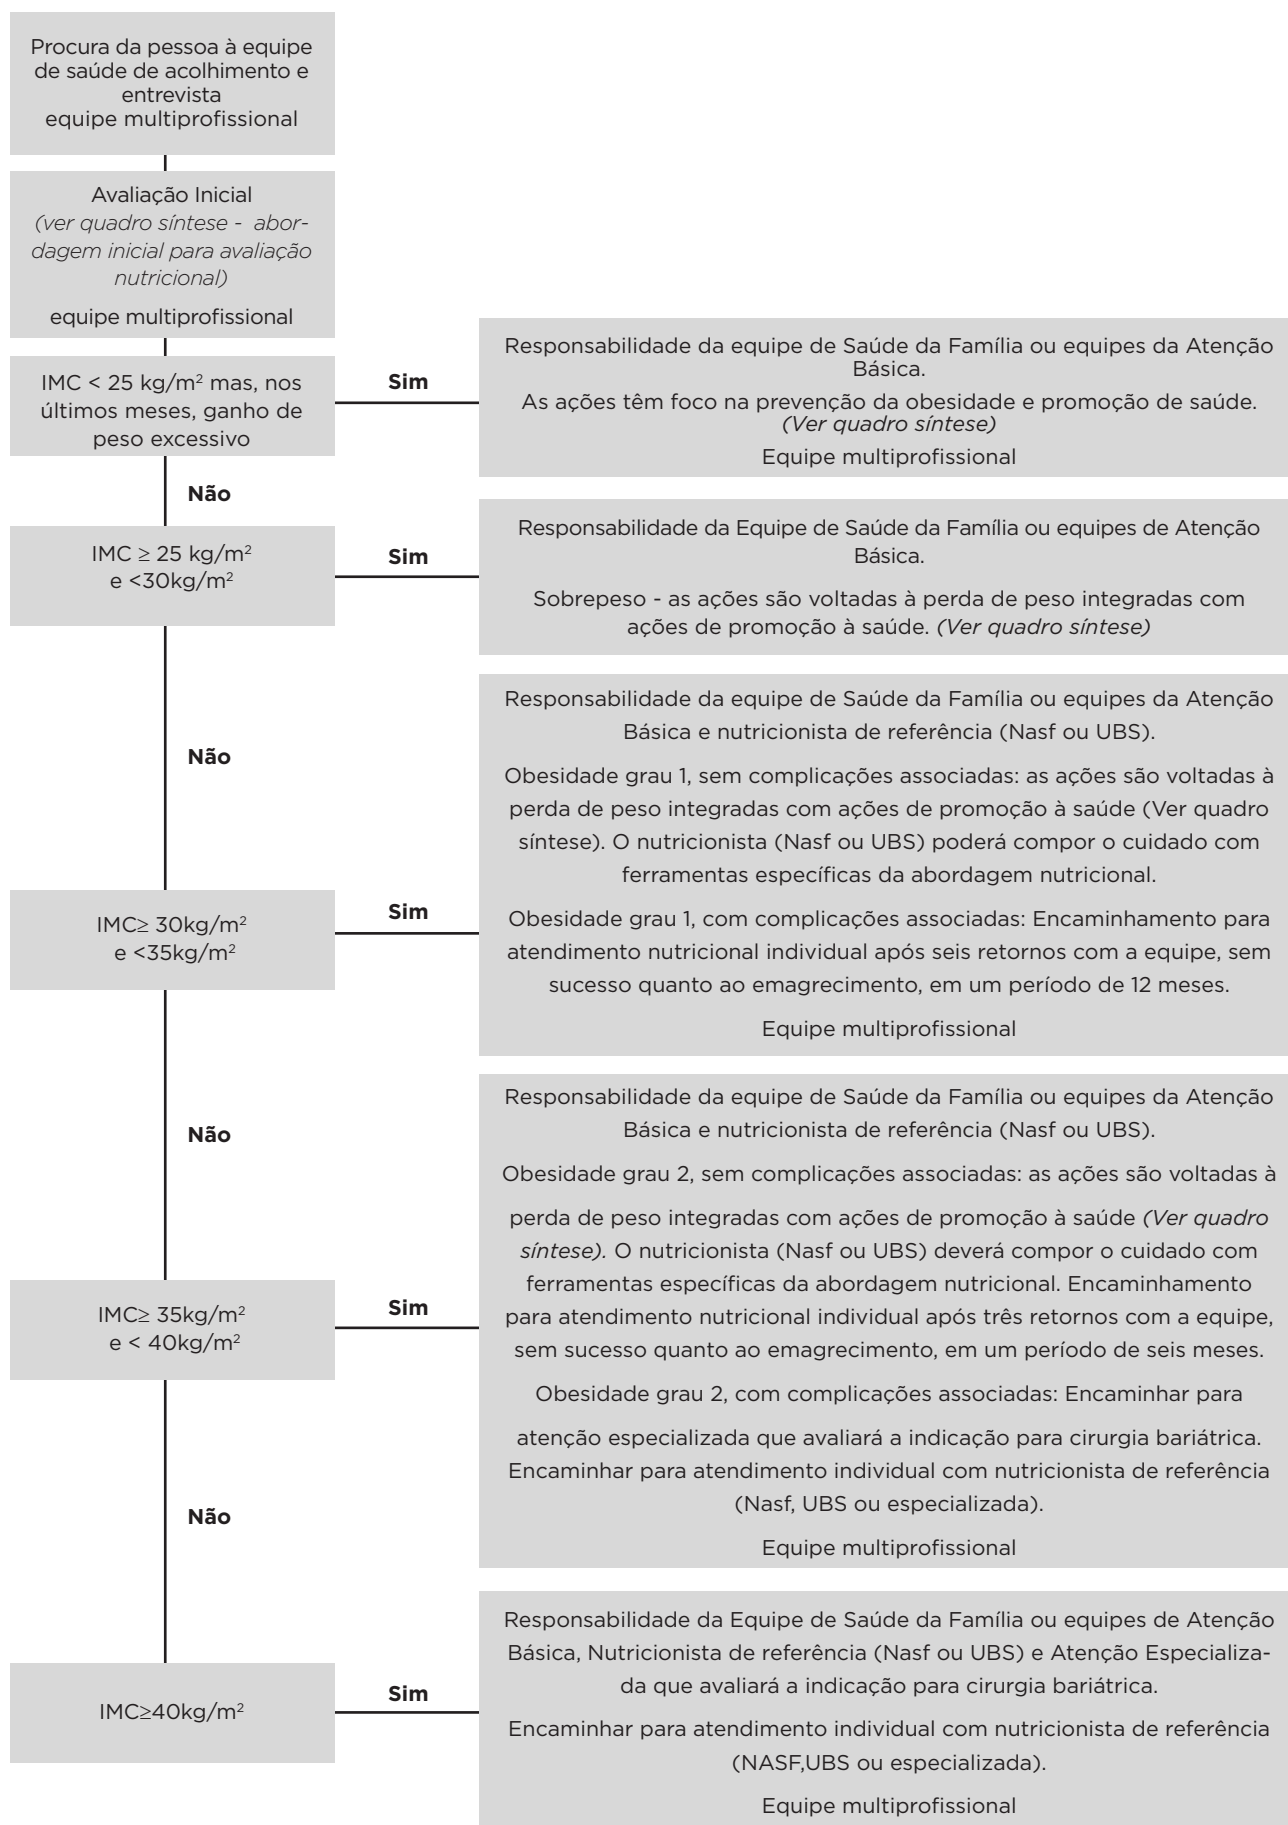 Procura da pessoa à equipe
de saúde de acolhimento e
entrevista
equipe multiprofissional
Avaliação Inicial
(ver quadro síntese - abor-
dagem inicial para avaliação
nutricional)
equipe multiprofissional
IMC < 25 kg/m² mas, nos
últimos meses, ganho de
peso excessivo
Sim
Responsabilidade da equipe de Saúde da Família ou equipes da Atenção
Básica.
As ações têm foco na prevenção da obesidade e promoção de saúde.
(Ver quadro síntese)
Equipe multiprofissional
Não
IMC ≥ 25 kg/m²
e <30kg/m²
Sim
Responsabilidade da Equipe de Saúde da Família ou equipes de Atenção
Básica.
Sobrepeso - as ações são voltadas à perda de peso integradas com
ações de promoção à saúde. (Ver quadro síntese)
Não
IMC≥ 30kg/m²
e <35kg/m²
Sim
Responsabilidade da equipe de Saúde da Família ou equipes da Atenção
Básica e nutricionista de referência (Nasf ou UBS).
Obesidade grau 1, sem complicações associadas: as ações são voltadas à
perda de peso integradas com ações de promoção à saúde (Ver quadro
síntese). O nutricionista (Nasf ou UBS) poderá compor o cuidado com
ferramentas específicas da abordagem nutricional.
Obesidade grau 1, com complicações associadas: Encaminhamento para
atendimento nutricional individual após seis retornos com a equipe, sem
sucesso quanto ao emagrecimento, em um período de 12 meses.
Equipe multiprofissional
Não
IMC≥ 35kg/m²
e < 40kg/m²
Sim
Responsabilidade da equipe de Saúde da Família ou equipes da Atenção
Básica e nutricionista de referência (Nasf ou UBS).
Obesidade grau 2, sem complicações associadas: as ações são voltadas à
perda de peso integradas com ações de promoção à saúde (Ver quadro
síntese). O nutricionista (Nasf ou UBS) deverá compor o cuidado com
ferramentas específicas da abordagem nutricional. Encaminhamento
para atendimento nutricional individual após três retornos com a equipe,
sem sucesso quanto ao emagrecimento, em um período de seis meses.
Obesidade grau 2, com complicações associadas: Encaminhar para
atenção especializada que avaliará a indicação para cirurgia bariátrica.
Encaminhar para atendimento individual com nutricionista de referência
(Nasf, UBS ou especializada).
Equipe multiprofissional
Não
IMC≥40kg/m²
Sim
Responsabilidade da Equipe de Saúde da Família ou equipes de Atenção
Básica, Nutricionista de referência (Nasf ou UBS) e Atenção Especializa-
da que avaliará a indicação para cirurgia bariátrica.
Encaminhar para atendimento individual com nutricionista de referência
(NASF,UBS ou especializada).
Equipe multiprofissional